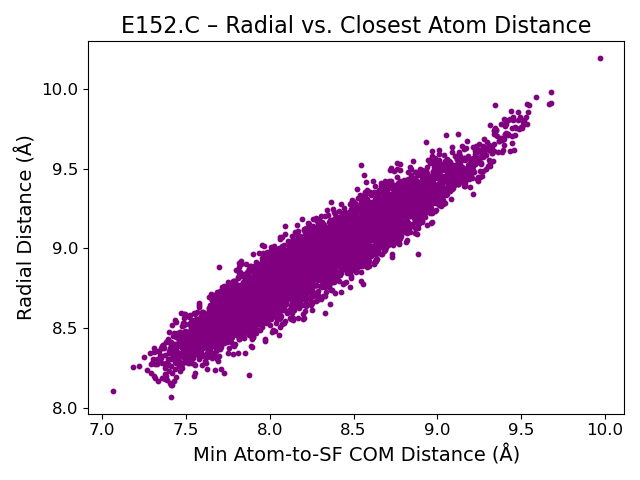 E152.C – Radial vs. Closest Atom Distance
Radial Distance (Å)
10.0
9.5
9.0
8.5
8.0
7.0 7.5 8.0 8.5 9.0 9.5 10.0
Min Atom-to-SF COM Distance (Å)